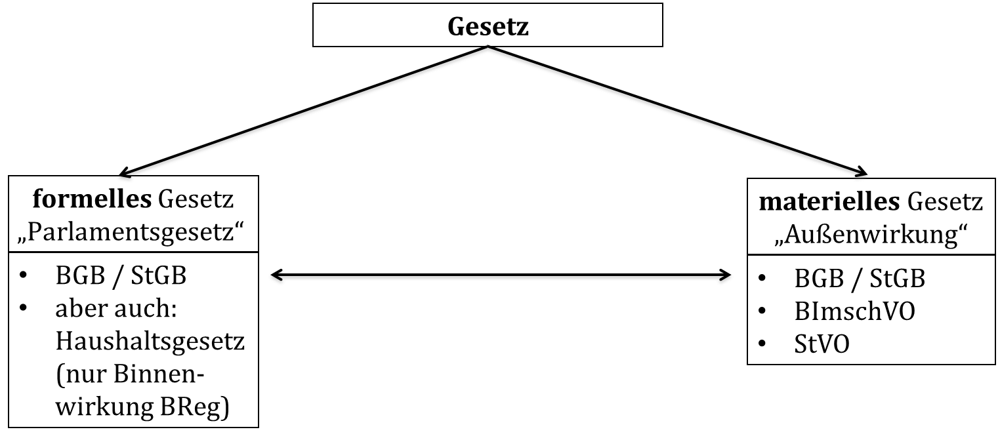 Gesetz
formelles Gesetz
„Parlamentsgesetz“
• BGB / StGB
• aber auch:
Haushaltsgesetz
(nur Binnen-
wirkung BReg)
materielles Gesetz
„Außenwirkung“
• BGB / StGB
• BImschVO
• StVO